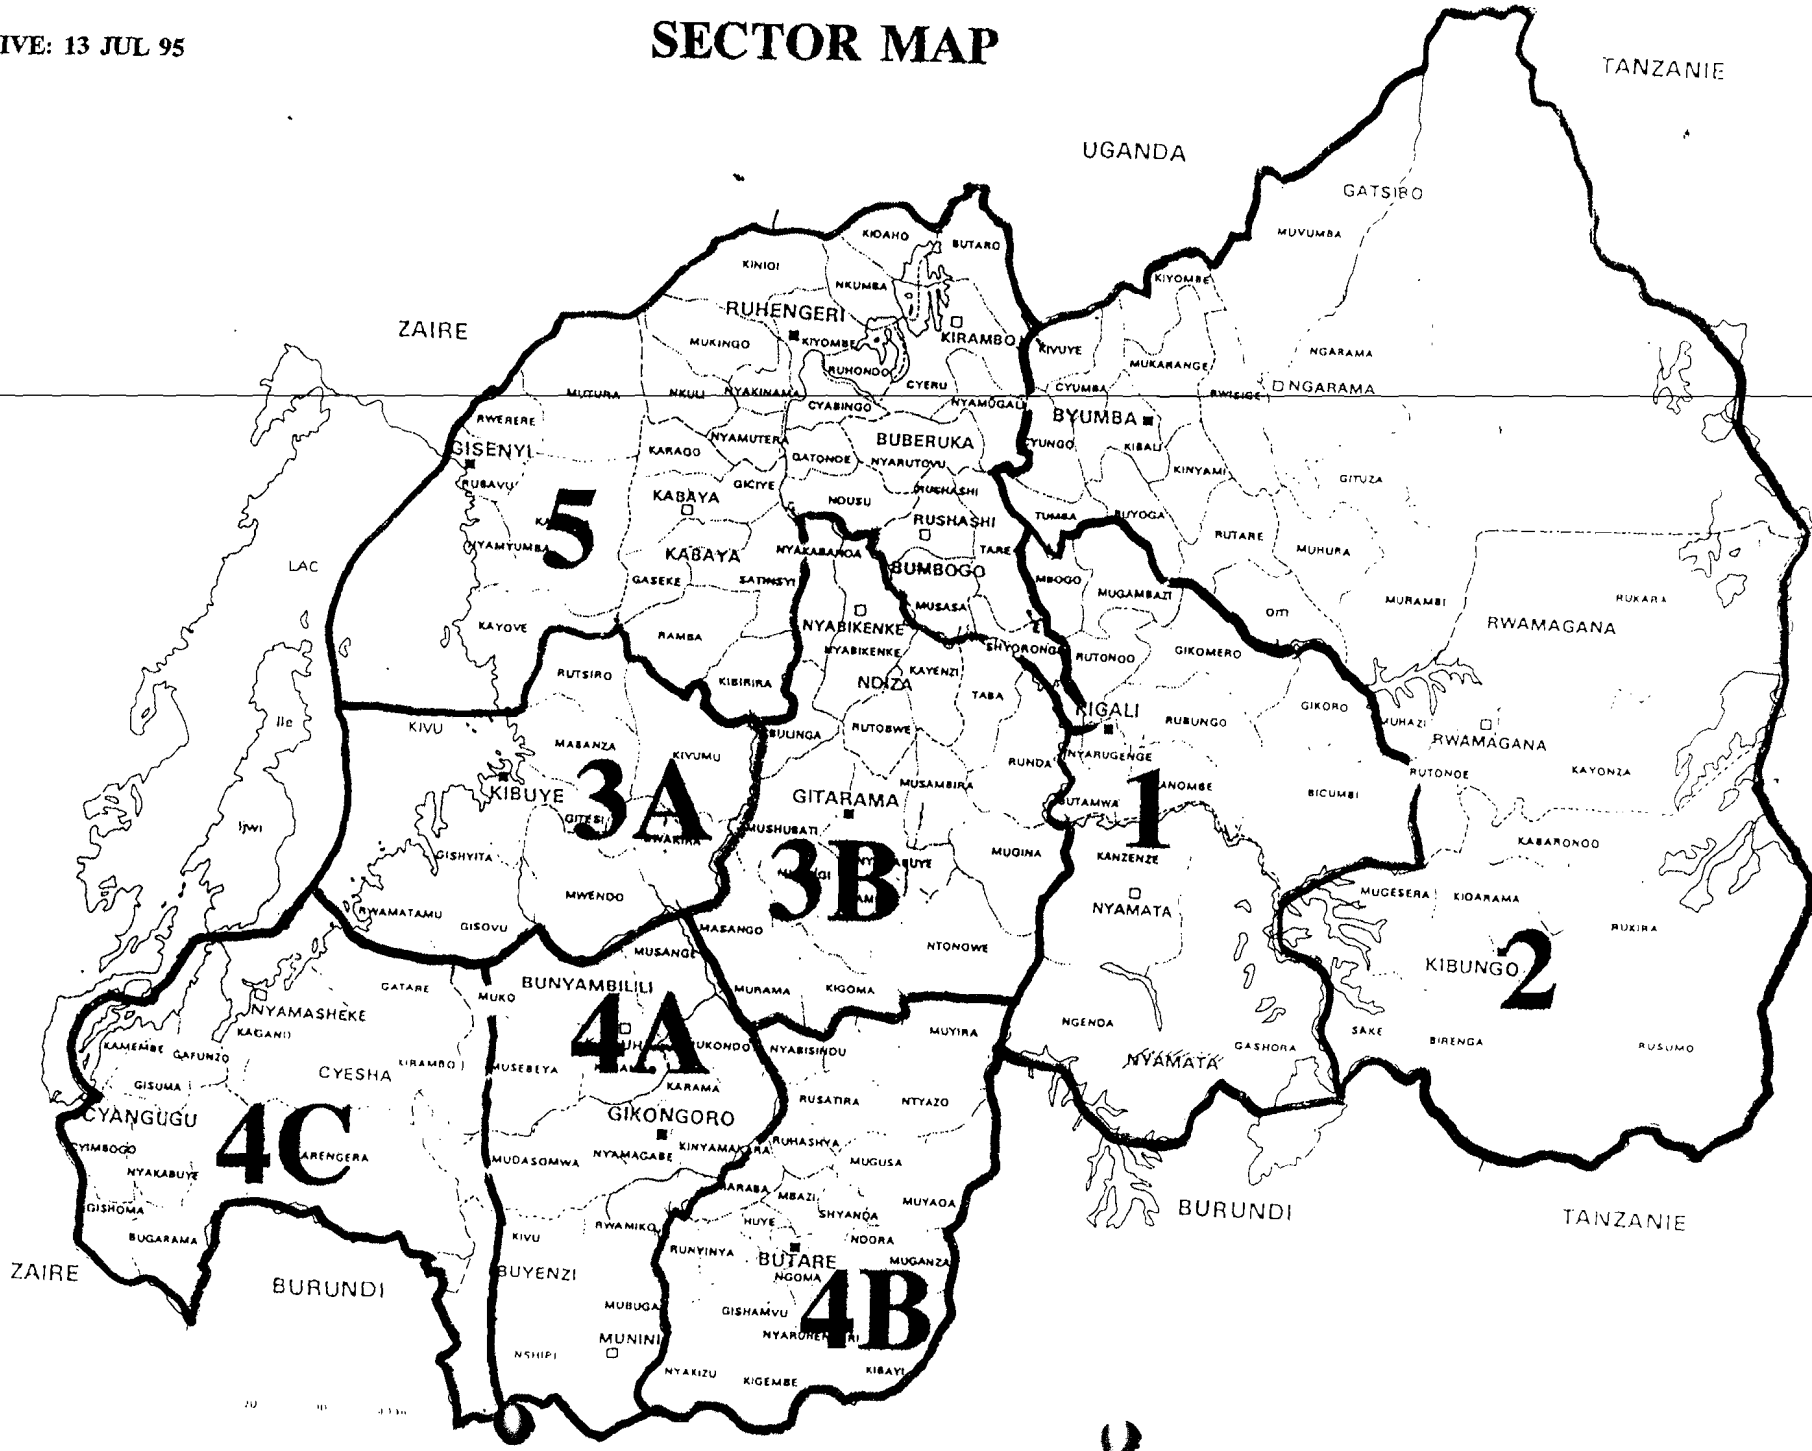 IVE: 13 JUL 95
SECTOR MAP
TANZANIE
UGANDA
GATSIBO
MUVUMBA
KIDAHO
BUTARO
KINIGI
KIYOMBE
NKUMBA
RUHENGERI
ZAIRE
KIRAMBO
MUKINGO
KIYOMBE
KIVUYE
NGARAMA
RUHONDO
MUKARANGE
CYERU
CYUMBA
NGARAMA
MUTURA
NKULI
NYAKINAMA
RWISIGE
CYABINGO
NYAMUGALI
RWERERE
BYUMBA
NYAMUTERA
BUBERUKA
CYUNGO
KIBALI
GISENYI
KARAGO
GATONDE
NYARUTOVU
KINYAMI
GITUZA
RUBAVU
GICIYE
RUSHASHI
KABAYA
NDUSU
5
RUSHASHI
TUMBA
BUYOGA
NYAMYUMBA
KABAYA
NYAKABANDA
TARE
RUTARE
MUHURA
LAC
BUMBOGO
GASEKE
SATINSYI
MBOGO
MUGAMBAZI
MUSASA
MURAMBI
RUKARA
RWAMAGANA
KAYOVE
RAMBA
NYABIKENKE
NYABIKENKE
SHYORONGI
RUTONGO
GIKOMERO
RUTSIRO
KIBIRIRA
KAYENZI
NDIZA
TABA
KIGALI
GIKORO
Ile
KIVU
RUBUNGO
MUHAZI
RUTOBWE
BULINGA
RWAMAGANA
MABANZA
KIVUMU
NYARUGENGE
RUNDA
RUTONDE
KAYONZA
KIBUYE
3A
GITARAMA
MUSAMBIRA
1
BICUMBI
BUTAMWA
Ijwi
GITESI
MUSHUBATI
KABARONDO
GISHYITA
3B
MUGINA
KANZENZE
MWENDO
MUGESERA
KIDARAMA
RWAMATAMU
NYAMATA
GISOVU
MASANGO
RUKIRA
MUSANGE
NTONGWE
KIBUNGO
2
BUNYAMBILILI
GATARE
MUKO
MURAMA
KIGOMA
NYAMASHEKE
4A
NGENDA
KAGANO
MUYIRA
SAKE
BIRENGA
RUSUMO
KAMEMBE
GAFUNZO
NYABISINDU
GASHORA
KIRAMBO
MUSEBEYA
NYAMATA
CYESHA
GISUMA
KARAMA
RUSATIRA
NTYAZO
CYANGUGU
4C
GIKONGORO
KINYAMAKARA
RUHASHYA
NYAMAGABE
MUDASOMWA
MUGUSA
NYAKABUYE
MBAZI
MUYAGA
GISHOMA
HUYE
SHYANDA
BURUNDI
TANZANIE
RWAMIKO
NDORA
BUGARAMA
KIVU
RUNYINYA
BUTARE
MUGANZA
ZAIRE
BURUNDI
BUYENZI
NGOMA
4B
MUBUGA
GISHAMVU
MUNINI
NSHILI
NYAKIZU
KIGEMBE
KIBAYI